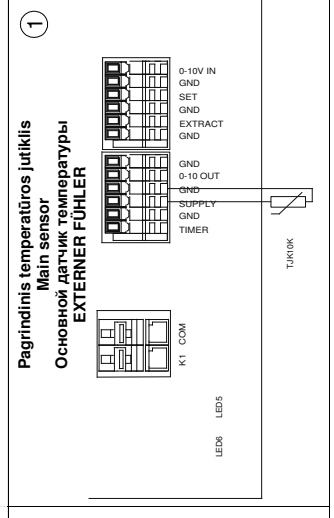 1
Pagrindinis temperatūros jutiklis
Main sensor
Основной датчик температуры
EXTERNER FÜHLER
0-10V IN
GND
SET
GND
EXTRACT
GND
GND
0-10 OUT
GND
SUPPLY
GND
TIMER
TJK10K
K1 COM
LED6 LED5